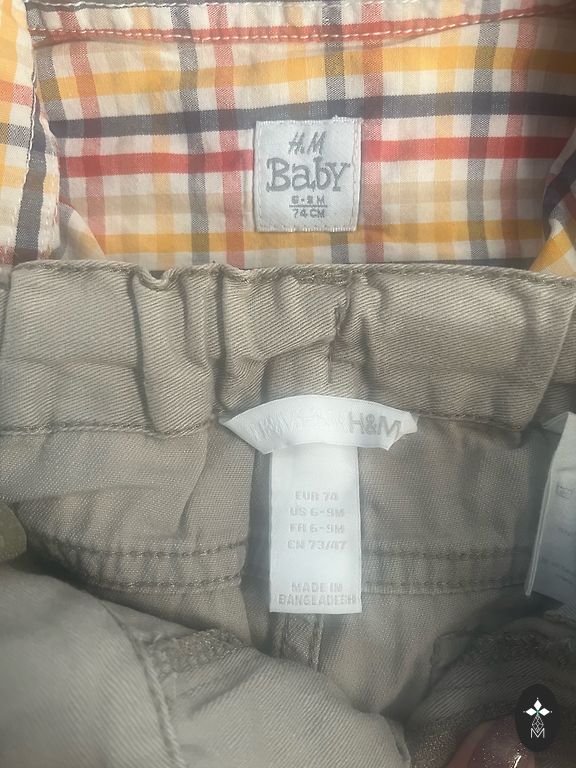 H&M
Baby
6-9M
74 CM
H&M
EUR 74
US 6-9M
FR 6-9M
CN 73/47
MADE IN
BANGLADESH
M